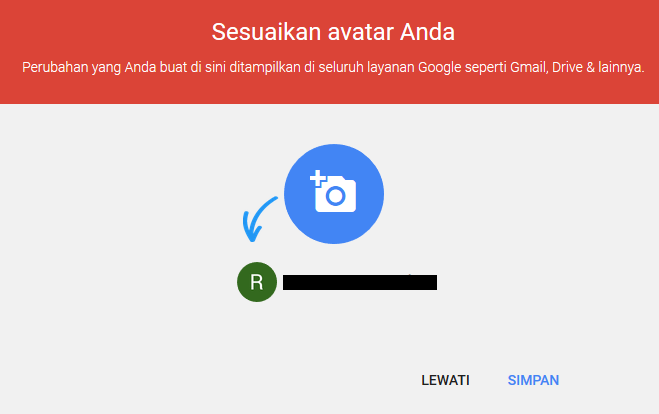 Sesuaikan avatar Anda
Perubahan yang Anda buat di sini ditampilkan di seluruh layanan Google seperti Gmail, Drive & lainnya.
R
LEWATI SIMPAN